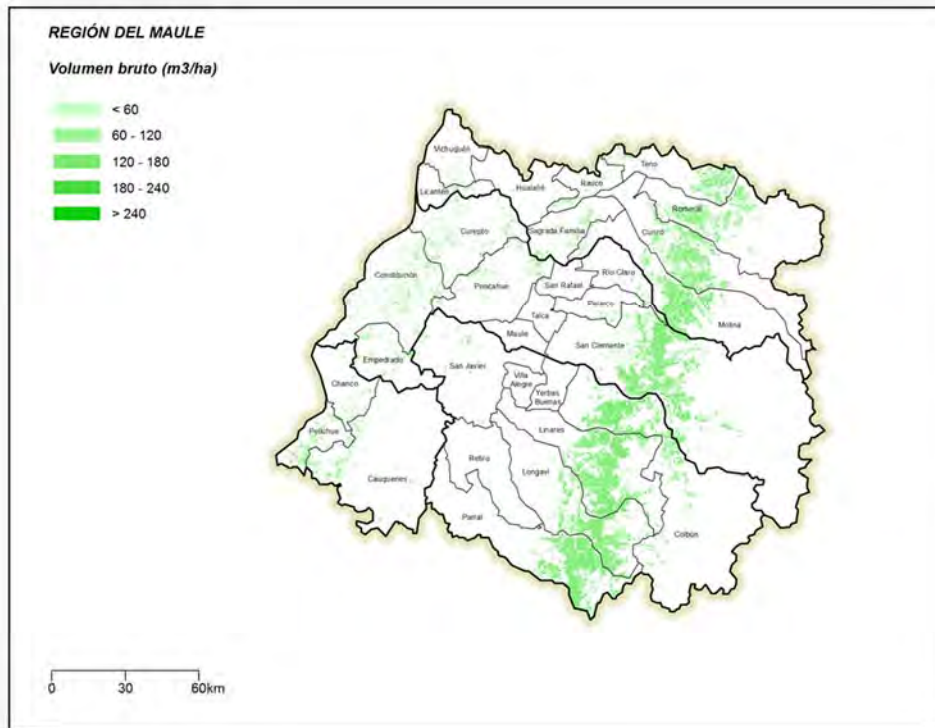 REGIÓN DEL MAULE
Volumen bruto (m3/ha)
< 60
60 - 120
120 - 180
180 - 240
> 240
Vichuquén
Licantén
Hualañé
Rauco
Teno
Romeral
Curepto
Sagrada Familia
Curicó
Constitución
Pencahue
San Rafael
Río Claro
Pelarco
Talca
Maule
San Clemente
Molina
Empedrado
San Javier
Villa
Alegre
Yerbas
Buenas
Chanco
Linares
Pelluhue
Retiro
Longaví
Cauquenes
Parral
Colbún
0 30 60km